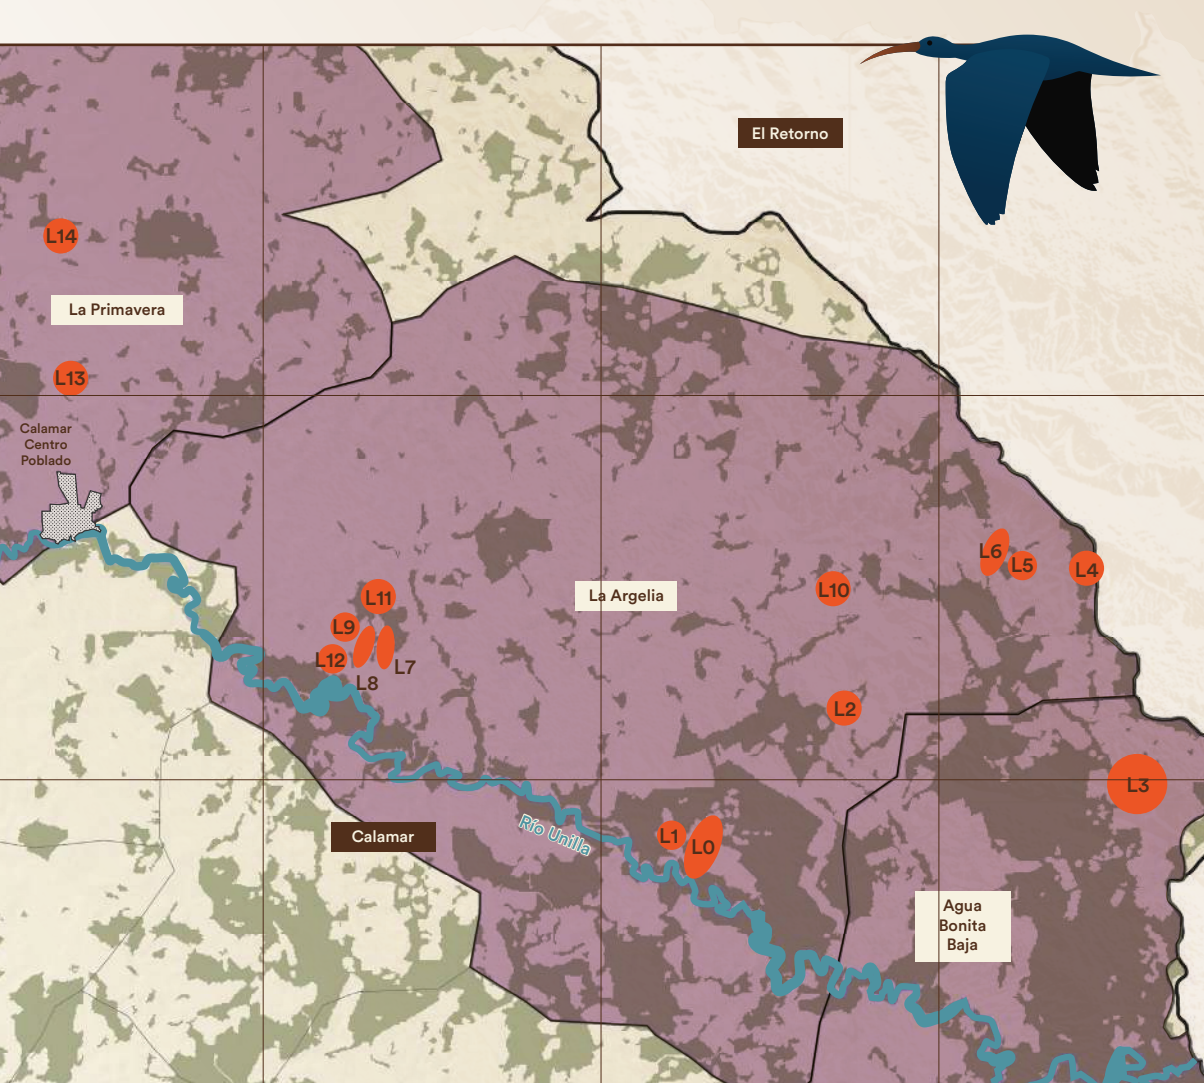 El Retorno
L14
La Primavera
L13
Calamar
Centro
Poblado
L6
L5
L4
L11
La Argelia
L10
L9
L12
L7
L8
L2
L3
Río Unilla
Calamar
L1
L0
Agua
Bonita
Baja